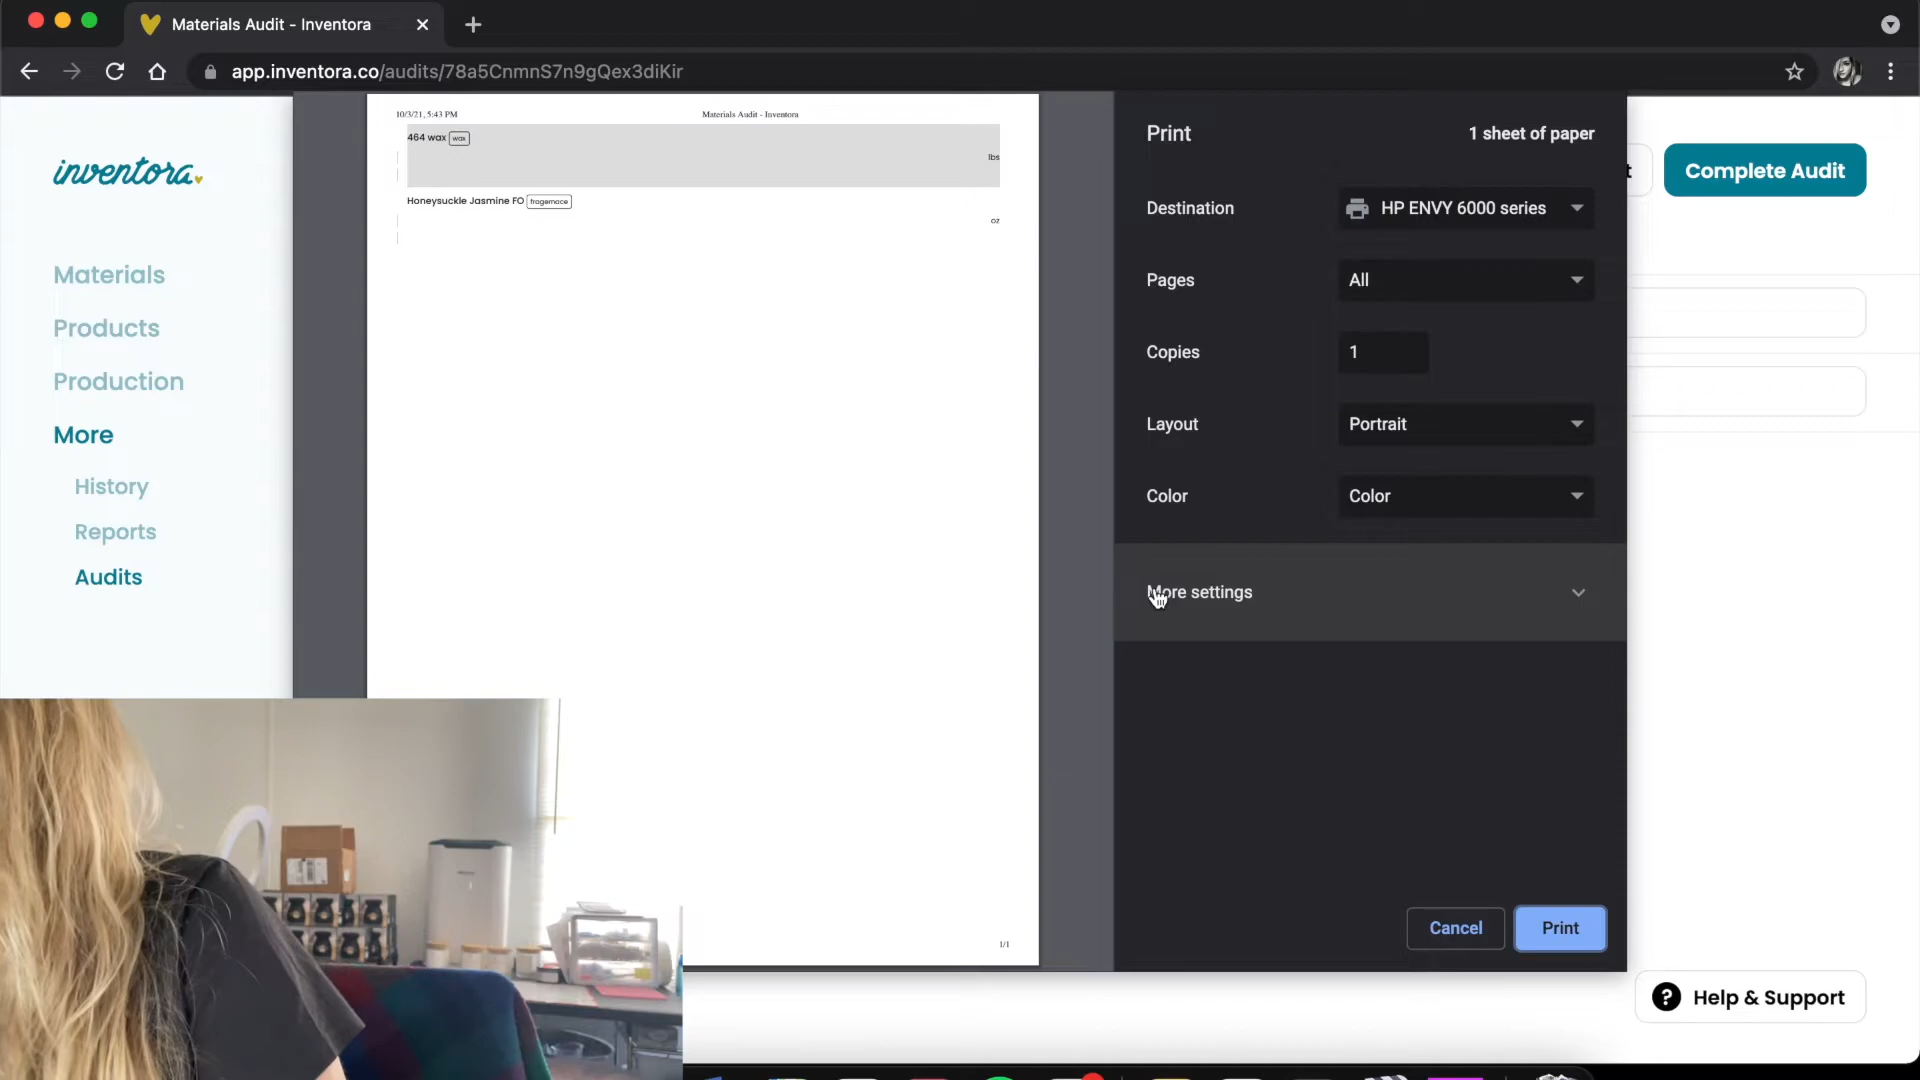 Materials Audit - Inventora
app.inventora.co/audits/78a5CnmnS7n9gQex3diKir
inventora
Materials
Products
Production
More
History
Reports
Audits
10/3/21, 5:43 PM
Materials Audit - Inventora
464 wax wax
lbs
Honeysuckle Jasmine FO fragemace
oz
1/1
Print
1 sheet of paper
Destination
HP ENVY 6000 series
Pages
All
Copies
1
Layout
Portrait
Color
Color
More settings
Cancel
Print
t
Complete Audit
? Help & Support